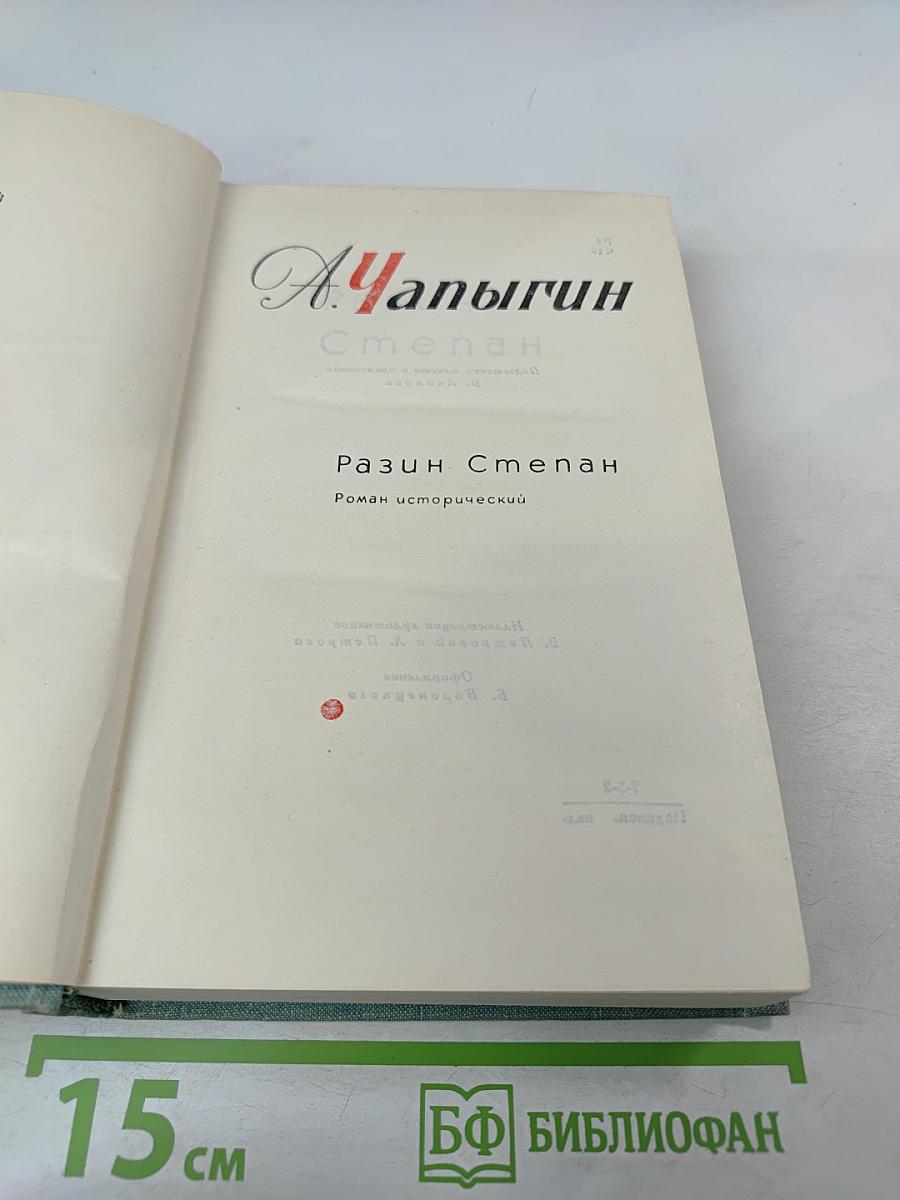 А. Чапыгин
Разин Степан
Роман исторический
15 см
БФ БИБЛИОФАН